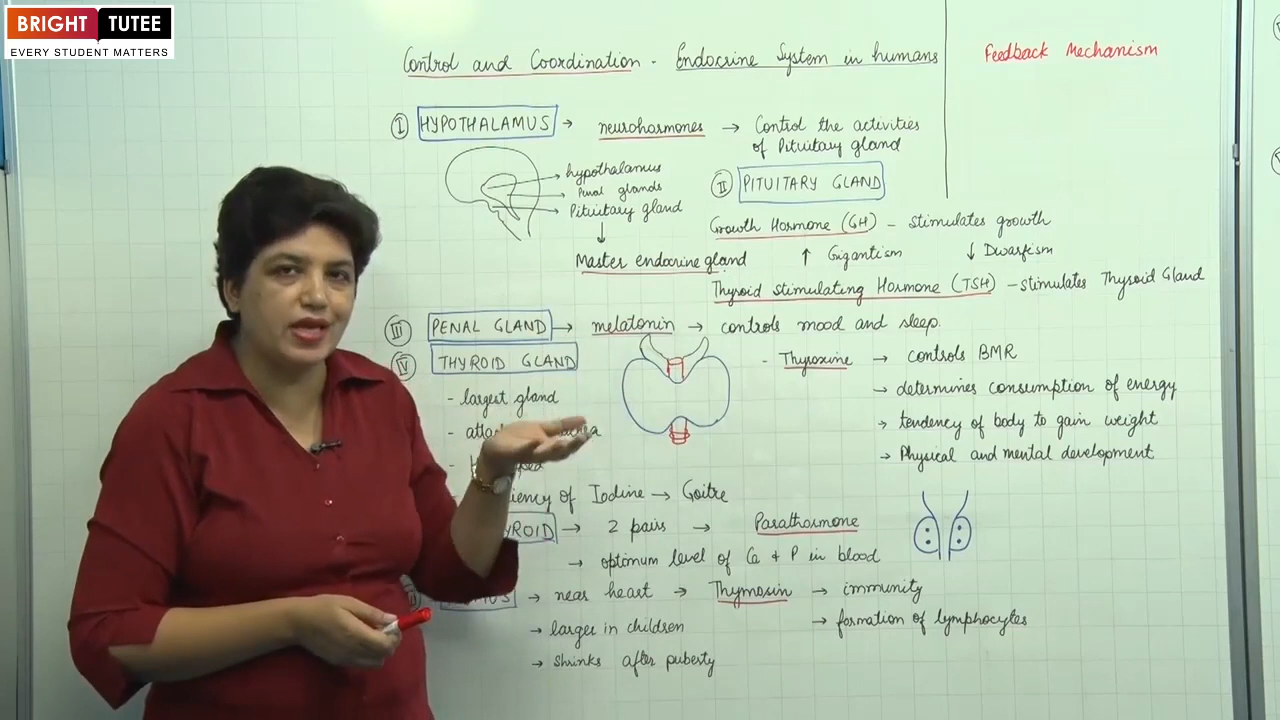 BRIGHT TUTEE
EVERY STUDENT MATTERS
Control and Coordination - Endocrine System in humans
Feedback Mechanism
I HYPOTHALAMUS → neurohormones → Control the activities
of Pituitary gland
hypothalamus
Penal glands
Pituitary gland
↓
Master endocrine gland
II PITUITARY GLAND
Growth Hormone (GH) - stimulates growth
↑ Gigantism ↓ Dwarfism
Thyroid stimulating Hormone (TSH) - stimulates Thyroid Gland
III PENAL GLAND → melatonin → controls mood and sleep.
IV THYROID GLAND
- largest gland
- Thyroxine → controls BMR
→ determines consumption of energy
→ tendency of body to gain weight
→ Physical and mental development
of Iodine → Goitre
→ 2 pairs → Parathormone
→ optimum level of Ca + P in blood
→ near heart → Thymosin → immunity
→ formation of lymphocytes
→ larger in children
→ shrinks after puberty